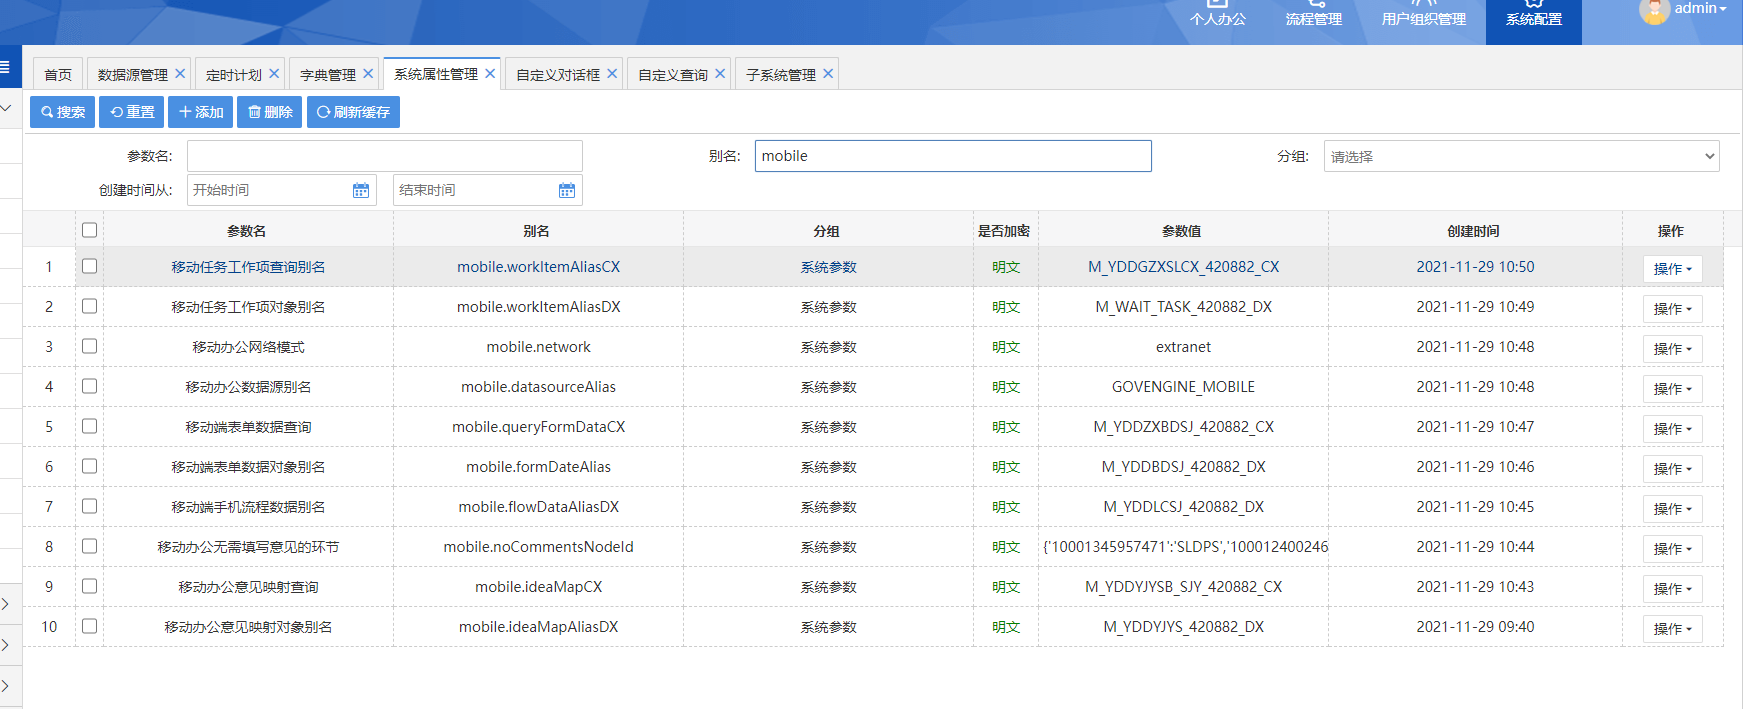 个人办公 流程管理 用户组织管理 系统配置 admin
首页 数据源管理 定时计划 字典管理 系统属性管理 自定义对话框 自定义查询 子系统管理
搜索 重置 添加 删除 刷新缓存
参数名: 别名: mobile 分组: 请选择
创建时间从: 开始时间 结束时间
参数名 别名 分组 是否加密 参数值 创建时间 操作
1 移动任务工作项查询别名 mobile.workItemAliasCX 系统参数 明文 M_YDDGZXSLCX_420882_CX 2021-11-29 10:50 操作
2 移动任务工作项对象别名 mobile.workItemAliasDX 系统参数 明文 M_WAIT_TASK_420882_DX 2021-11-29 10:49 操作
3 移动办公网络模式 mobile.network 系统参数 明文 extranet 2021-11-29 10:48 操作
4 移动办公数据源别名 mobile.datasourceAlias 系统参数 明文 GOVENGINE_MOBILE 2021-11-29 10:48 操作
5 移动端表单数据查询 mobile.queryFormDataCX 系统参数 明文 M_YDDZXBDSJ_420882_CX 2021-11-29 10:47 操作
6 移动端表单数据对象别名 mobile.formDateAlias 系统参数 明文 M_YDDBDSJ_420882_DX 2021-11-29 10:46 操作
7 移动端手机流程数据别名 mobile.flowDataAliasDX 系统参数 明文 M_YDDLCSJ_420882_DX 2021-11-29 10:45 操作
8 移动办公无需填写意见的环节 mobile.noCommentsNodeId 系统参数 明文 {'10001345957471':'SLDPS','100012400246 2021-11-29 10:44 操作
9 移动办公意见映射查询 mobile.ideaMapCX 系统参数 明文 M_YDDYJYSB_SJY_420882_CX 2021-11-29 10:43 操作
10 移动办公意见映射对象别名 mobile.ideaMapAliasDX 系统参数 明文 M_YDDYJYS_420882_DX 2021-11-29 09:40 操作